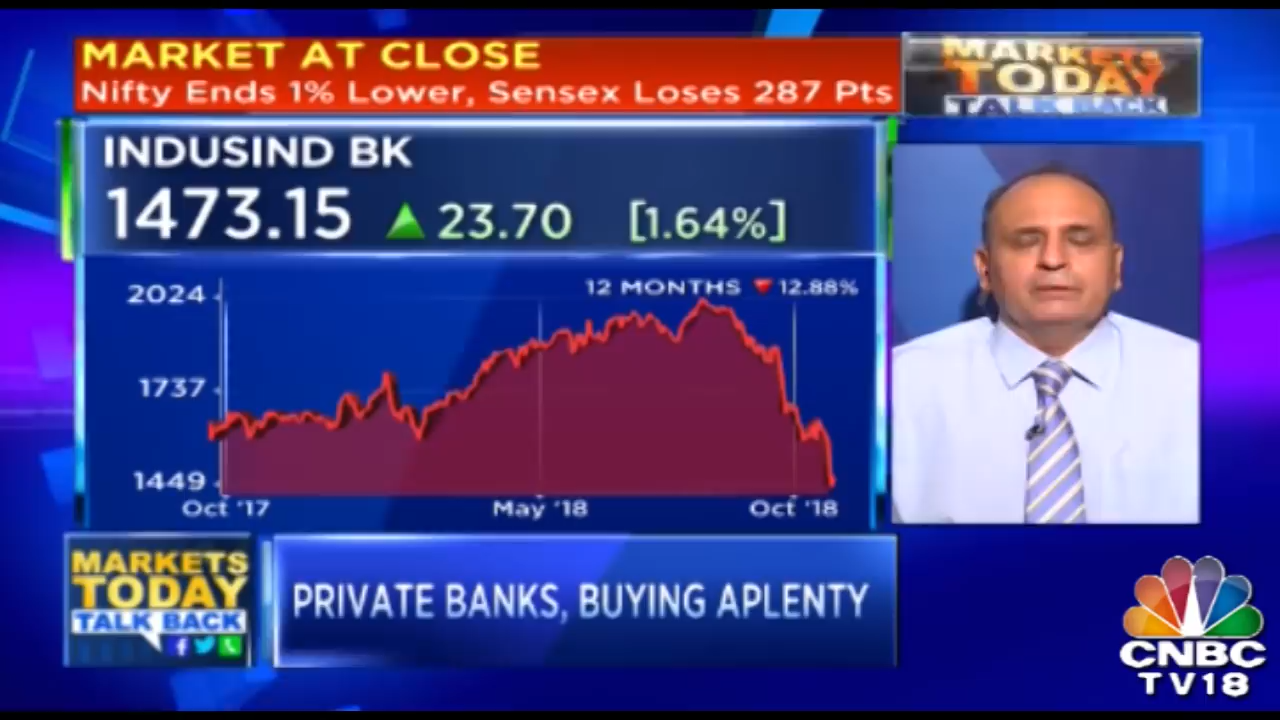 MARKET AT CLOSE
Nifty Ends 1% Lower, Sensex Loses 287 Pts
MARKETS
TODAY
TALK BACK
INDUSIND BK
1473.15 ▲ 23.70 [1.64%]
12 MONTHS ▼ 12.88%
2024
1737
1449
Oct '17 May '18 Oct '18
MARKETS
TODAY
TALK BACK
PRIVATE BANKS, BUYING APLENTY
CNBC
TV18